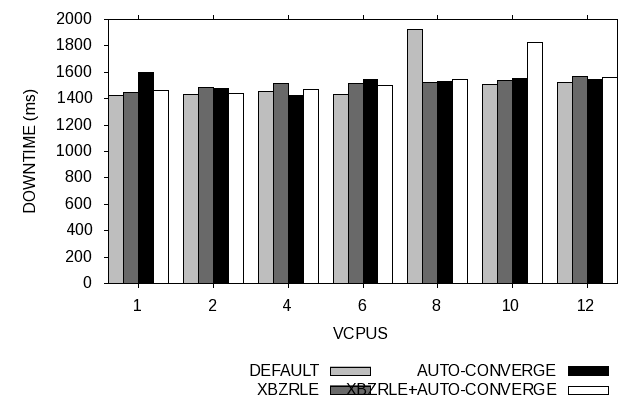 2000
1800
1600
1400
1200
1000
800
600
400
200
0
DOWNTIME (ms)
1 2 4 6 8 10 12
VCPUS
DEFAULT AUTO-CONVERGE
XBZRLE XBZRLE+AUTO-CONVERGE